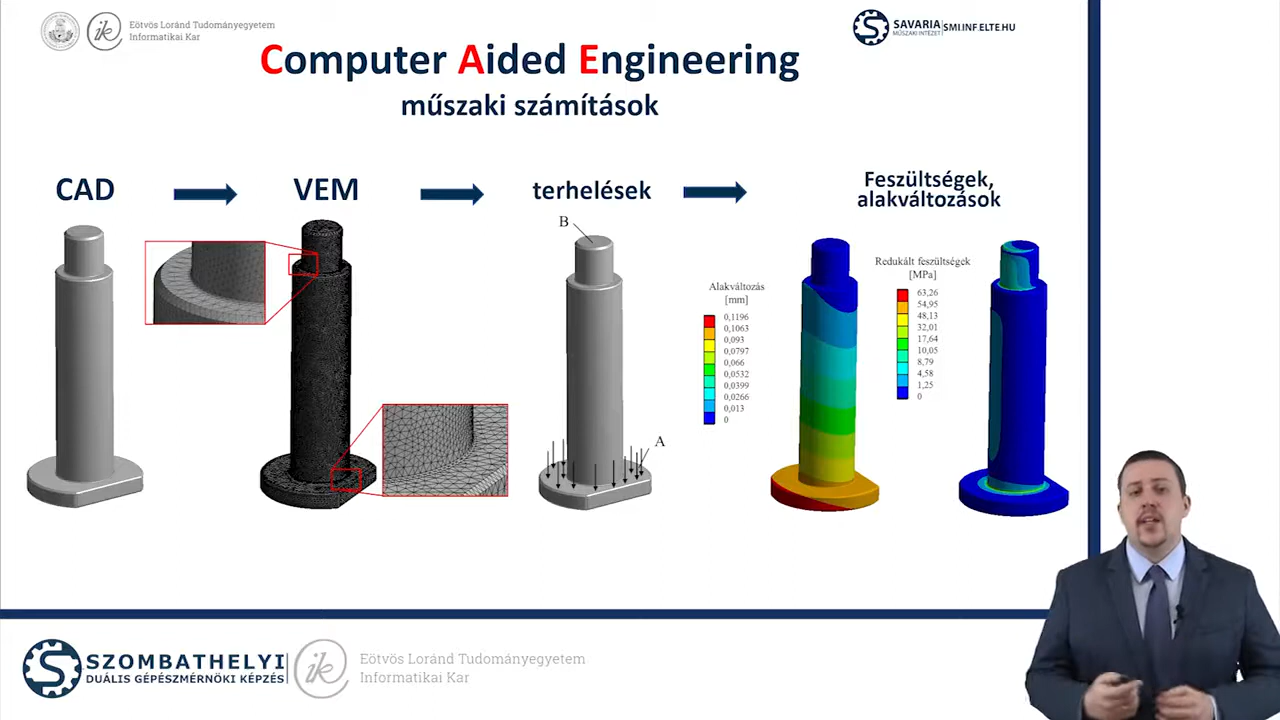 Eötvös Loránd Tudományegyetem
Informatikai Kar
SAVARIA
MŰSZAKI INTÉZET
SMI.INF.ELTE.HU
Computer Aided Engineering
műszaki számítások
CAD
VEM
terhelések
Feszültségek,
alakváltozások
B
A
Alakváltozás
[mm]
0,1196
0,1063
0,093
0,0797
0,066
0,0532
0,0399
0,0266
0,013
0
Redukált feszültségek
[MPa]
63,26
54,95
48,13
32,01
17,64
10,05
8,79
4,58
1,25
0
SZOMBATHELYI
DUÁLIS GÉPÉSZMÉRNÖKI KÉPZÉS
ik
Eötvös Loránd Tudományegyetem
Informatikai Kar